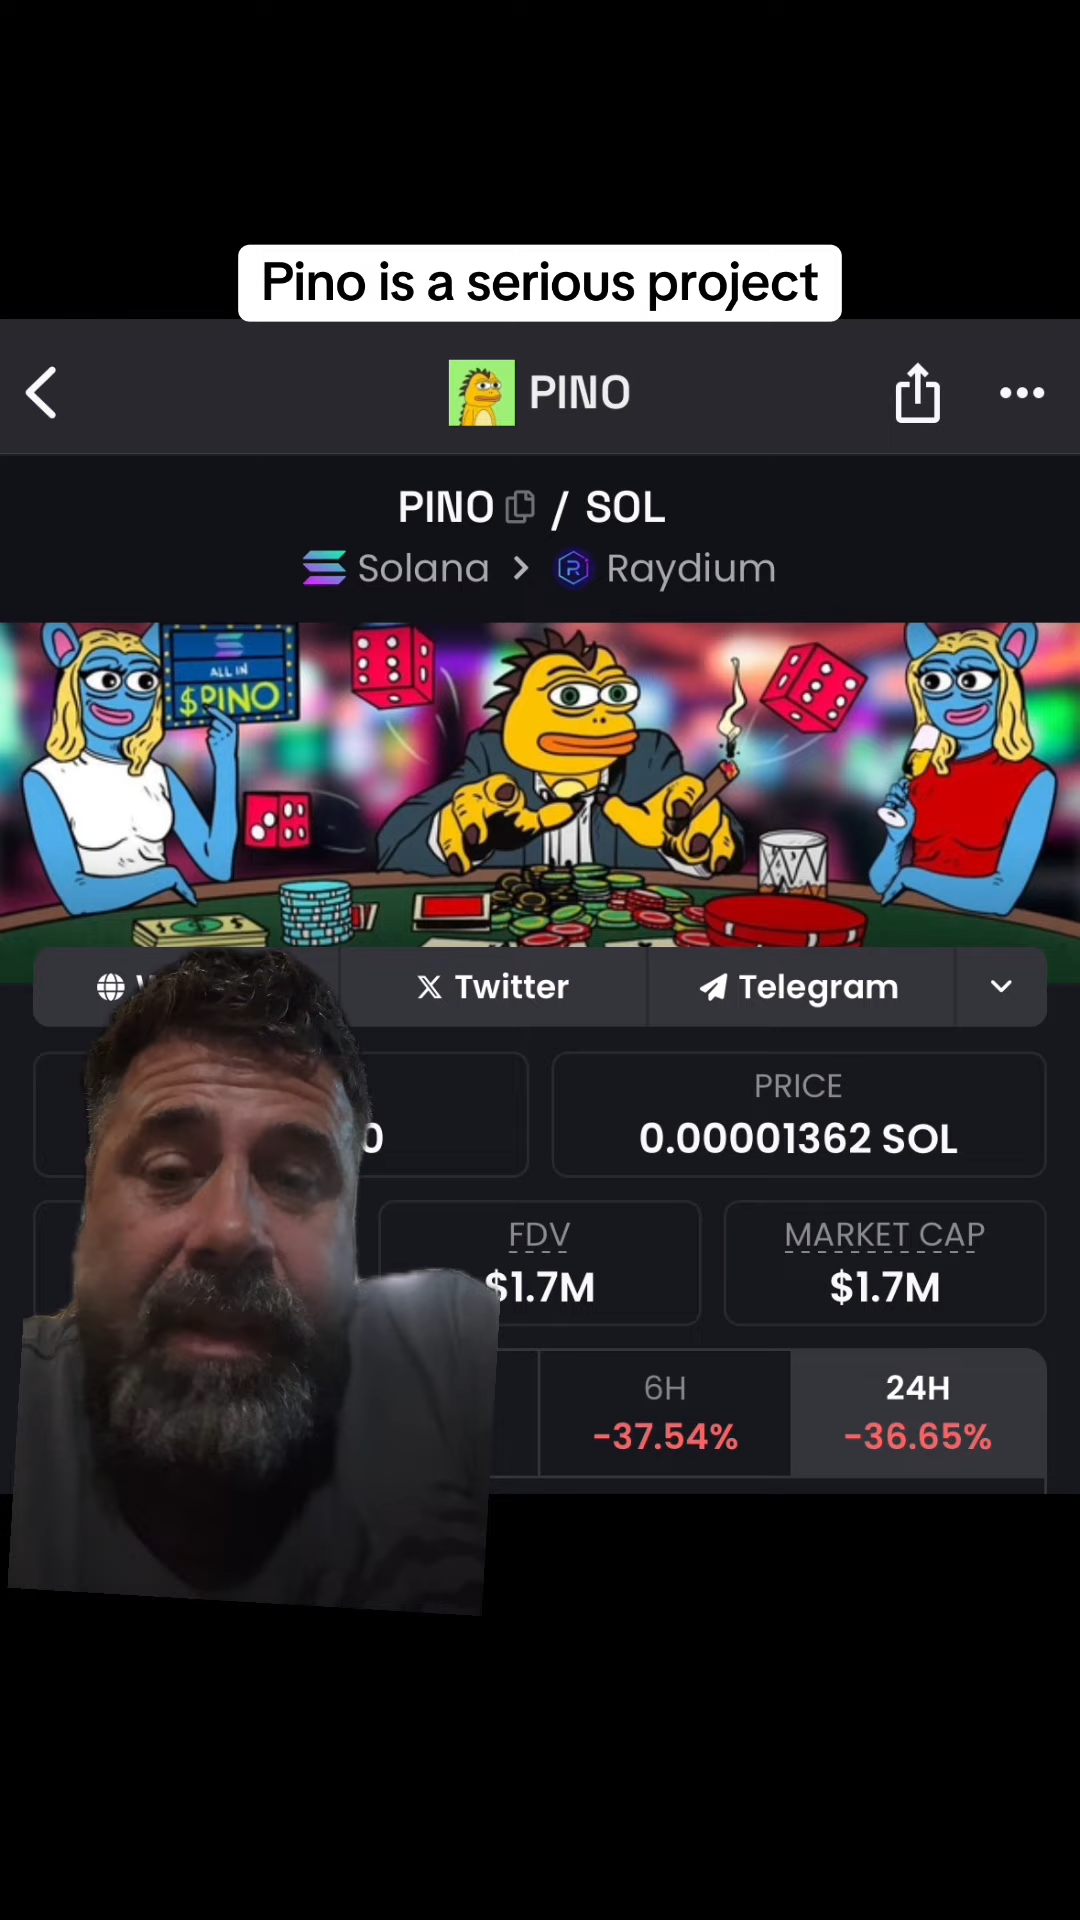 Pino is a serious project
PINO
PINO / SOL
Solana > Raydium
ALL IN
$PINO
Twitter
Telegram
PRICE
0.00001362 SOL
FDV
MARKET CAP
$1.7M
$1.7M
6H
24H
-37.54%
-36.65%